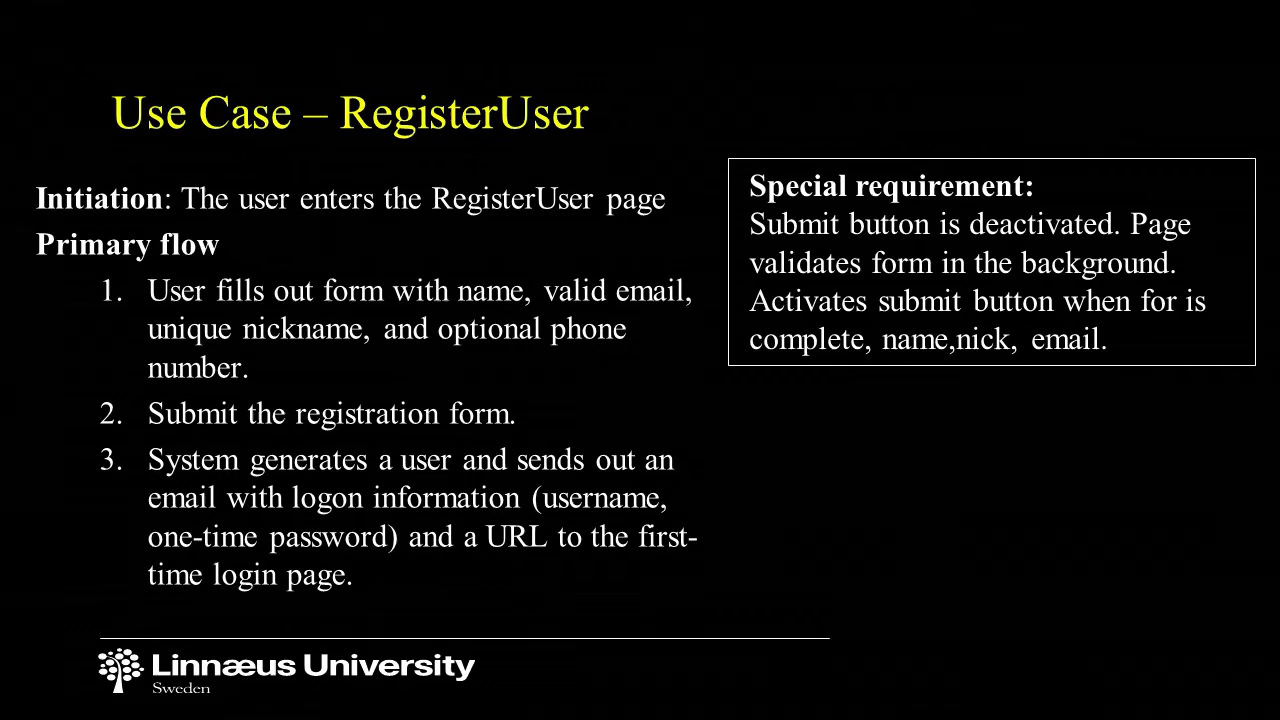 Use Case – RegisterUser
Initiation: The user enters the RegisterUser page
Primary flow
1. User fills out form with name, valid email,
unique nickname, and optional phone
number.
2. Submit the registration form.
3. System generates a user and sends out an
email with logon information (username,
one-time password) and a URL to the first-
time login page.
Special requirement:
Submit button is deactivated. Page
validates form in the background.
Activates submit button when for is
complete, name,nick, email.
Linnæus University
Sweden